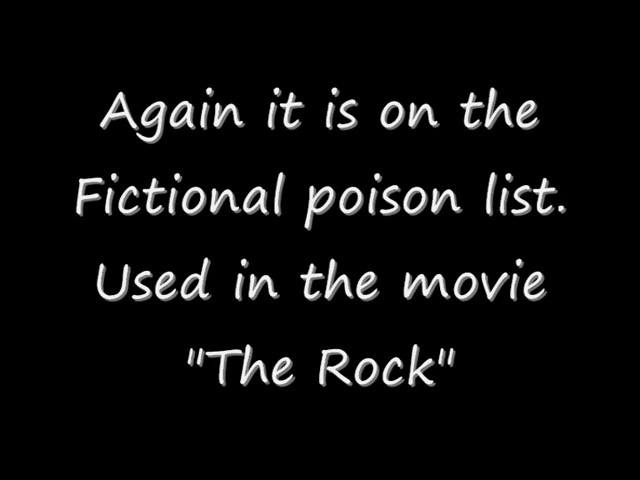 Again it is on the
Fictional poison list.
Used in the movie
"The Rock"